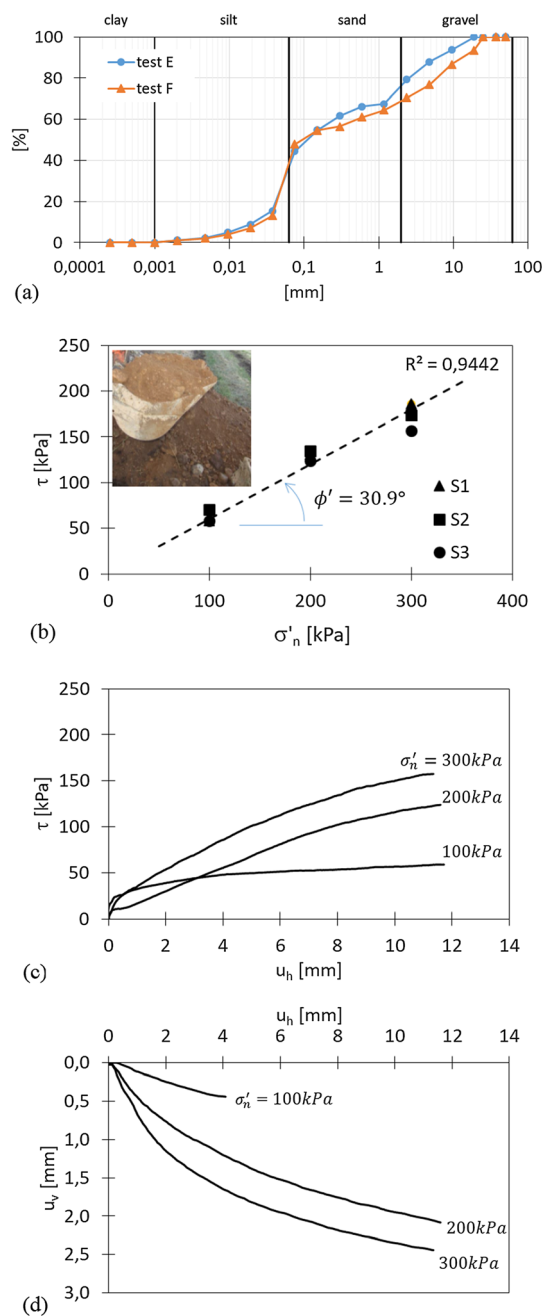 clay silt sand gravel
100
80
60
40
20
0
[%]
test E
test F
0,0001 0,001 0,01 0,1 1 10 100
[mm]
(a)
250
200
150
100
50
0
τ [kPa]
R² = 0,9442
ϕ′ = 30.9°
S1
S2
S3
0 100 200 300 400
σ'n [kPa]
(b)
250
200
150
100
50
0
τ [kPa]
σ′n = 300kPa
200kPa
100kPa
0 2 4 6 8 10 12 14
uh [mm]
(c)
uh [mm]
0 2 4 6 8 10 12 14
0,0
0,5
1,0
1,5
2,0
2,5
3,0
uv [mm]
σ′n = 100kPa
200kPa
300kPa
(d)